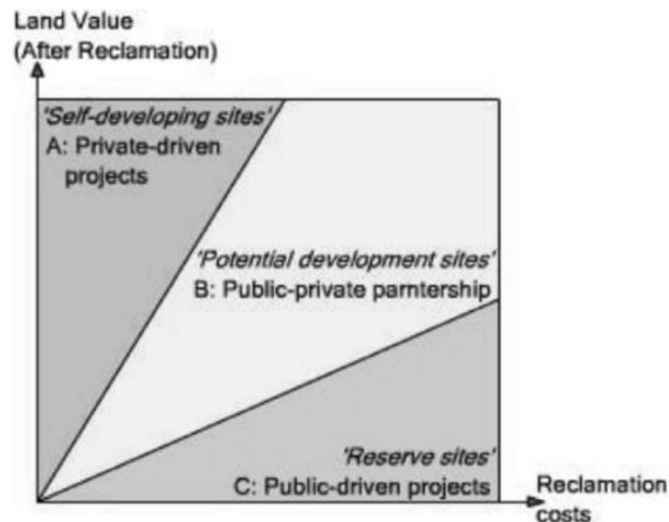 Land Value
(After Reclamation)
'Self-developing sites'
A: Private-driven
projects
'Potential development sites'
B: Public-private parntership
'Reserve sites'
C: Public-driven projects
Reclamation
costs